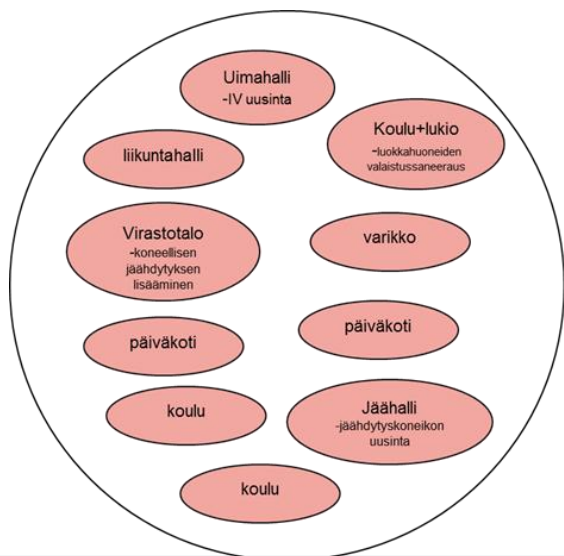 Uimahalli
-IV uusinta
Koulu+lukio
-luokkahuoneiden
valaistussaneeraus
liikuntahalli
Virastotalo
-koneellisen
jäähdytyksen
lisääminen
varikko
päiväkoti
päiväkoti
koulu
Jäähalli
-jäähdytyskoneikon
uusinta
koulu